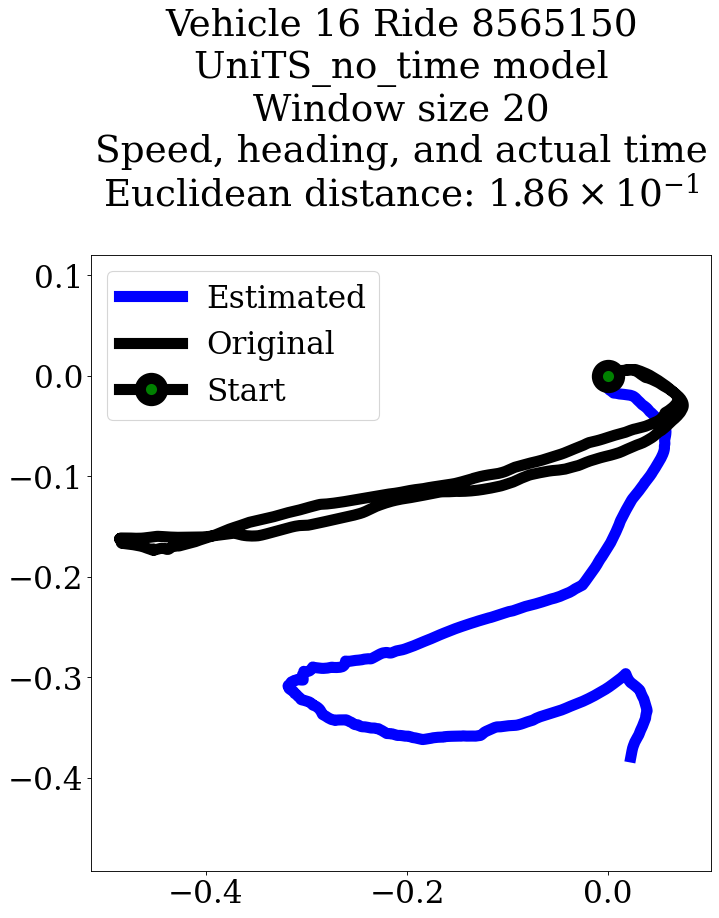 Vehicle 16 Ride 8565150
UniTS_no_time model
Window size 20
Speed, heading, and actual time
Euclidean distance: 1.86 × 10⁻¹
Estimated
Original
Start
0.1
0.0
−0.1
−0.2
−0.3
−0.4
−0.4
−0.2
0.0